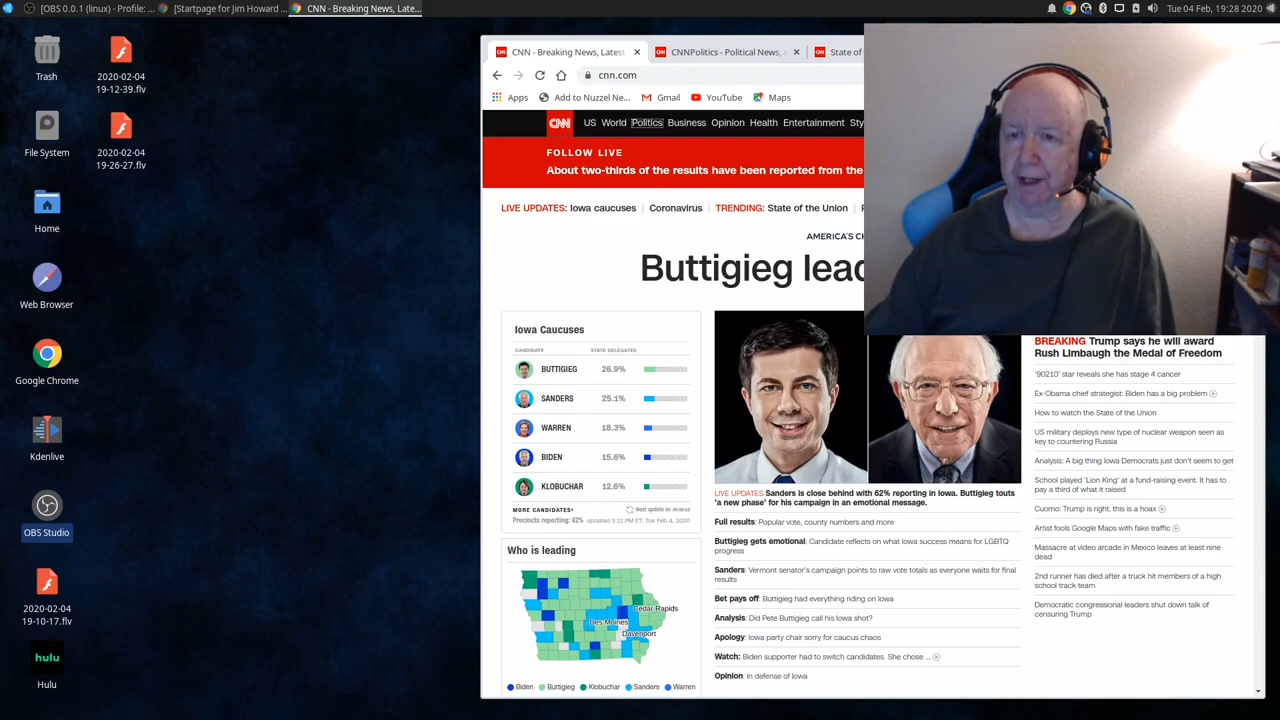 [OBS 0.0.1 (linux) - Profile: ...
[Startpage for Jim Howard ...
CNN - Breaking News, Late...
Tue 04 Feb, 19:28 2020
Trash
2020-02-04
19-12-39.flv
File System
2020-02-04
19-26-27.flv
Home
Web Browser
Google Chrome
Kdenlive
OBS Studio
2020-02-04
19-10-17.flv
hulu
Hulu
CNN - Breaking News, Latest
CNNPolitics - Political News, A
State of
cnn.com
Apps
Add to Nuzzel Ne...
Gmail
YouTube
Maps
CNN
US World Politics Business Opinion Health Entertainment Sty
FOLLOW LIVE
About two-thirds of the results have been reported from the
LIVE UPDATES: Iowa caucuses | Coronavirus | TRENDING: State of the Union
AMERICA'S CH
Buttigieg lead
Iowa Caucuses
CANDIDATE STATE DELEGATES
BUTTIGIEG 26.9%
SANDERS 25.1%
WARREN 18.3%
BIDEN 15.6%
KLOBUCHAR 12.6%
MORE CANDIDATES
Next update in:
Precincts reporting: 62% updated 5:11 PM ET, Tue Feb 4, 2020
Who is leading
Cedar Rapids
Des Moines
Davenport
Biden Buttigieg Klobuchar Sanders Warren
LIVE UPDATES Sanders is close behind with 62% reporting in Iowa. Buttigieg touts
'a new phase' for his campaign in an emotional message.
Full results: Popular vote, county numbers and more
Buttigieg gets emotional: Candidate reflects on what Iowa success means for LGBTQ
progress
Sanders: Vermont senator's campaign points to raw vote totals as everyone waits for final
results
Bet pays off: Buttigieg had everything riding on Iowa
Analysis: Did Pete Buttigieg call his Iowa shot?
Apology: Iowa party chair sorry for caucus chaos
Watch: Biden supporter had to switch candidates. She chose ...
Opinion: In defense of Iowa
BREAKING Trump says he will award
Rush Limbaugh the Medal of Freedom
'90210' star reveals she has stage 4 cancer
Ex-Obama chief strategist: Biden has a big problem
How to watch the State of the Union
US military deploys new type of nuclear weapon seen as
key to countering Russia
Analysis: A big thing Iowa Democrats just don't seem to get
School played 'Lion King' at a fund-raising event. It has to
pay a third of what it raised
Cuomo: Trump is right, this is a hoax
Artist fools Google Maps with fake traffic
Massacre at video arcade in Mexico leaves at least nine
dead
2nd runner has died after a truck hit members of a high
school track team
Democratic congressional leaders shut down talk of
censuring Trump